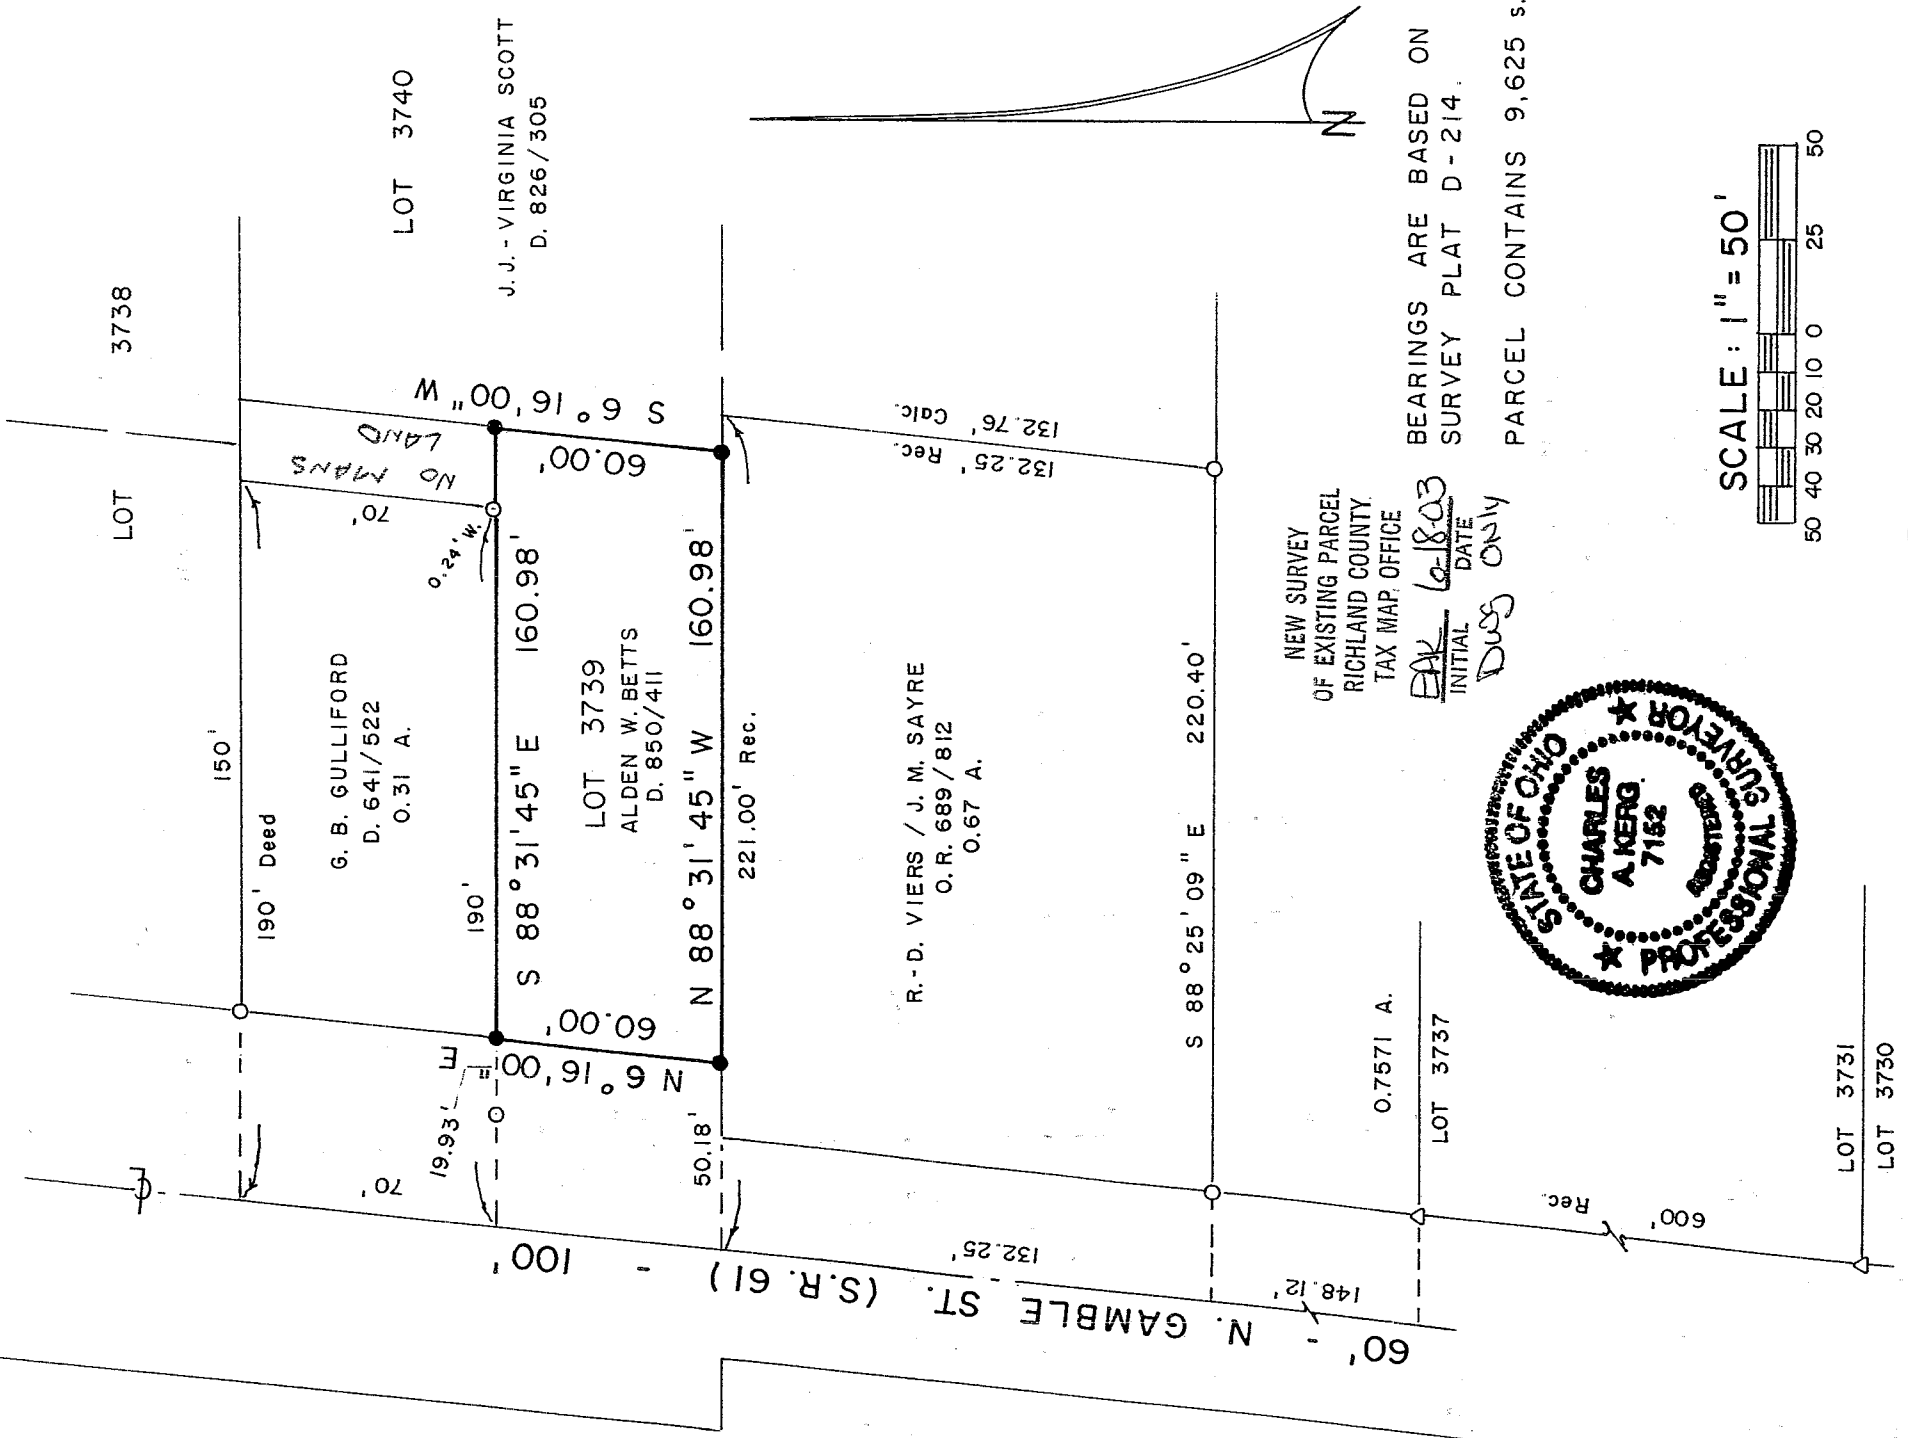 LOT 3738
LOT 3740
J.J.-VIRGINIA SCOTT
D. 826/305
150'
190' Deed
G. B. GULLIFORD
D. 641/522
0.31 A.
70'
NO MANS
LAND
0.24' W.
190'
S 88°31'45" E 160.98'
S 6°16'00" W
60.00'
LOT 3739
ALDEN W. BETTS
D. 850/411
N 88°31'45" W 160.98'
N 6°16'00" E
60.00'
221.00' Rec.
19.93'
50.18'
70'
R.-D. VIERS / J. M. SAYRE
O. R. 689/812
0.67 A.
132.76' Calc.
132.25' Rec.
S 88°25'09" E 220.40'
132.25'
148.12'
N. GAMBLE ST. (S.R. 61)
60' - 100'
0.7571 A.
LOT 3737
600' Rec.
LOT 3731
LOT 3730
N
BEARINGS ARE BASED ON
SURVEY PLAT D-214.
PARCEL CONTAINS 9,625 s.
NEW SURVEY
OF EXISTING PARCEL
RICHLAND COUNTY
TAX MAP OFFICE
EAK 6-18-03
INITIAL DATE
DWG ONLY
STATE OF OHIO
CHARLES
A. KERG
7152
REGISTERED
PROFESSIONAL SURVEYOR
SCALE: 1" = 50'
50 40 30 20 10 0 25 50